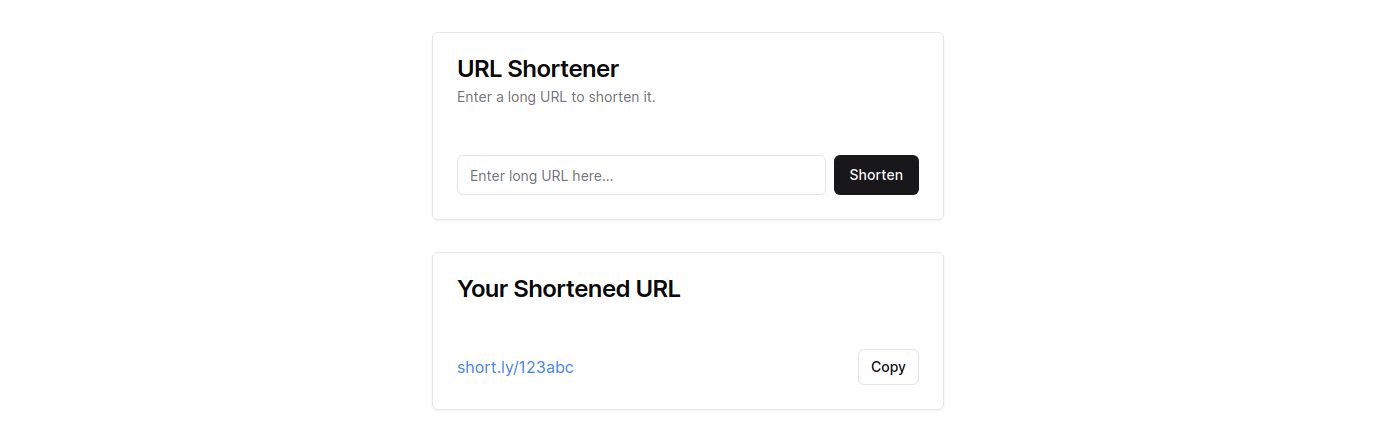 URL Shortener
Enter a long URL to shorten it.
Enter long URL here...
Shorten
Your Shortened URL
short.ly/123abc
Copy